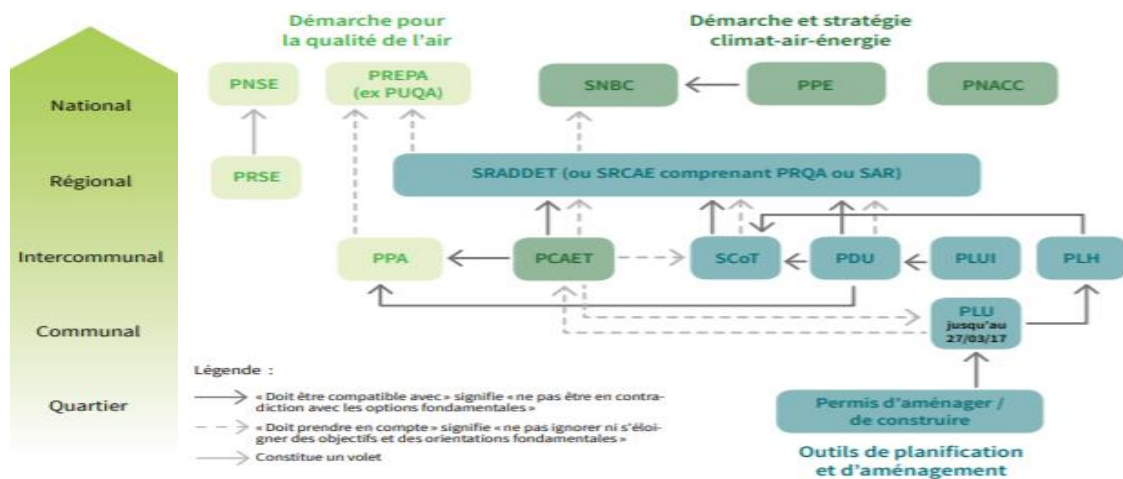 Démarche pour
la qualité de l'air
Démarche et stratégie
climat-air-énergie
National
PNSE
PREPA
(ex PUQA)
SNBC
PPE
PNACC
Régional
PRSE
SRADDET (ou SRCAE comprenant PRQA ou SAR)
Intercommunal
PPA
PCAET
SCoT
PDU
PLUI
PLH
Communal
PLU
jusqu'au
27/03/17
Légende :
« Doit être compatible avec » signifie « ne pas être en contra-
diction avec les options fondamentales »
Quartier
Permis d'aménager /
de construire
« Doit prendre en compte » signifie « ne pas ignorer ni s'éloi-
gner des objectifs et des orientations fondamentales »
Constitue un volet
Outils de planification
et d'aménagement